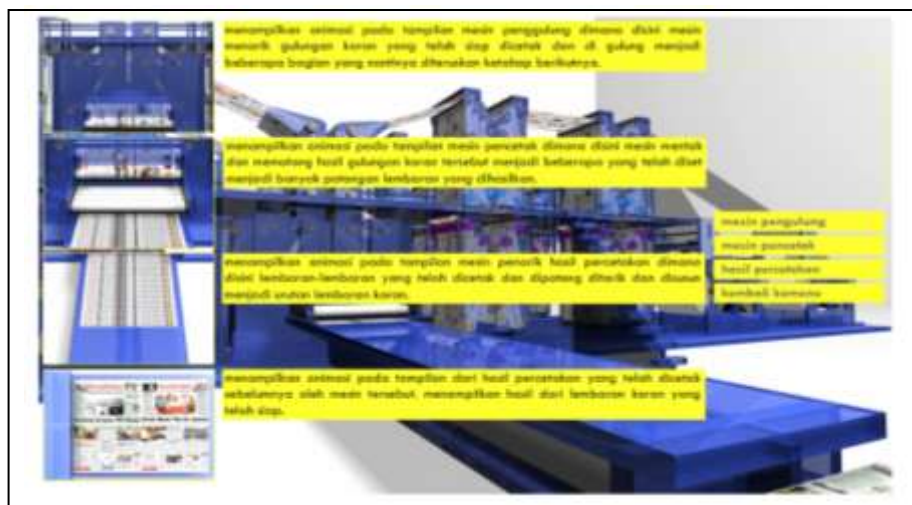 menampilkan animasi pada tampilan mesin penggulung dimana disini mesin
menarik gulungan koran yang telah siap dicetak dan di gulung menjadi
beberapa bagian yang nantinya diteruskan ketahap berikutnya.
menampilkan animasi pada tampilan mesin pencetak dimana disini mesin
dan memotong hasil gulungan koran tersebut menjadi beberapa yang telah diset
menjadi banyak potongan lembaran yang dihasilkan.
mesin pengulung
mesin pencetak
hasil percetakan
kembali
menampilkan animasi pada tampilan mesin penarik hasil percetakan dimana
disini lembaran-lembaran yang telah dicetak dan dipotong ditarik dan disusun
menjadi urutan lembaran koran.
menampilkan animasi pada tampilan dari hasil percetakan yang telah dicetak
sebelumnya oleh mesin tersebut. menampilkan hasil dari lembaran koran yang
telah siap.